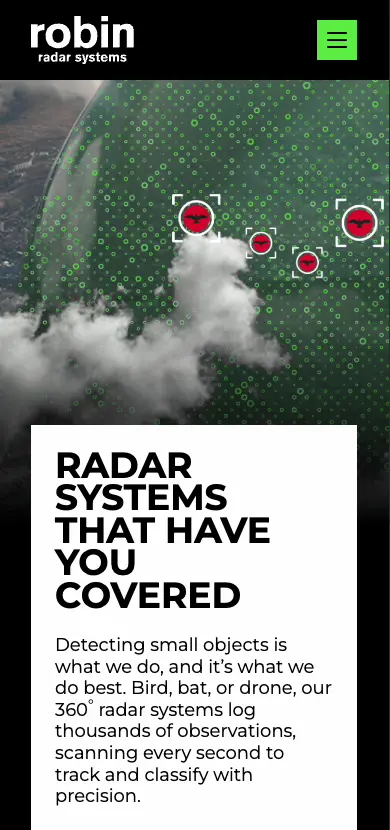 robin
radar systems
RADAR
SYSTEMS
THAT HAVE
YOU
COVERED
Detecting small objects is
what we do, and it’s what we
do best. Bird, bat, or drone, our
360° radar systems log
thousands of observations,
scanning every second to
track and classify with
precision.